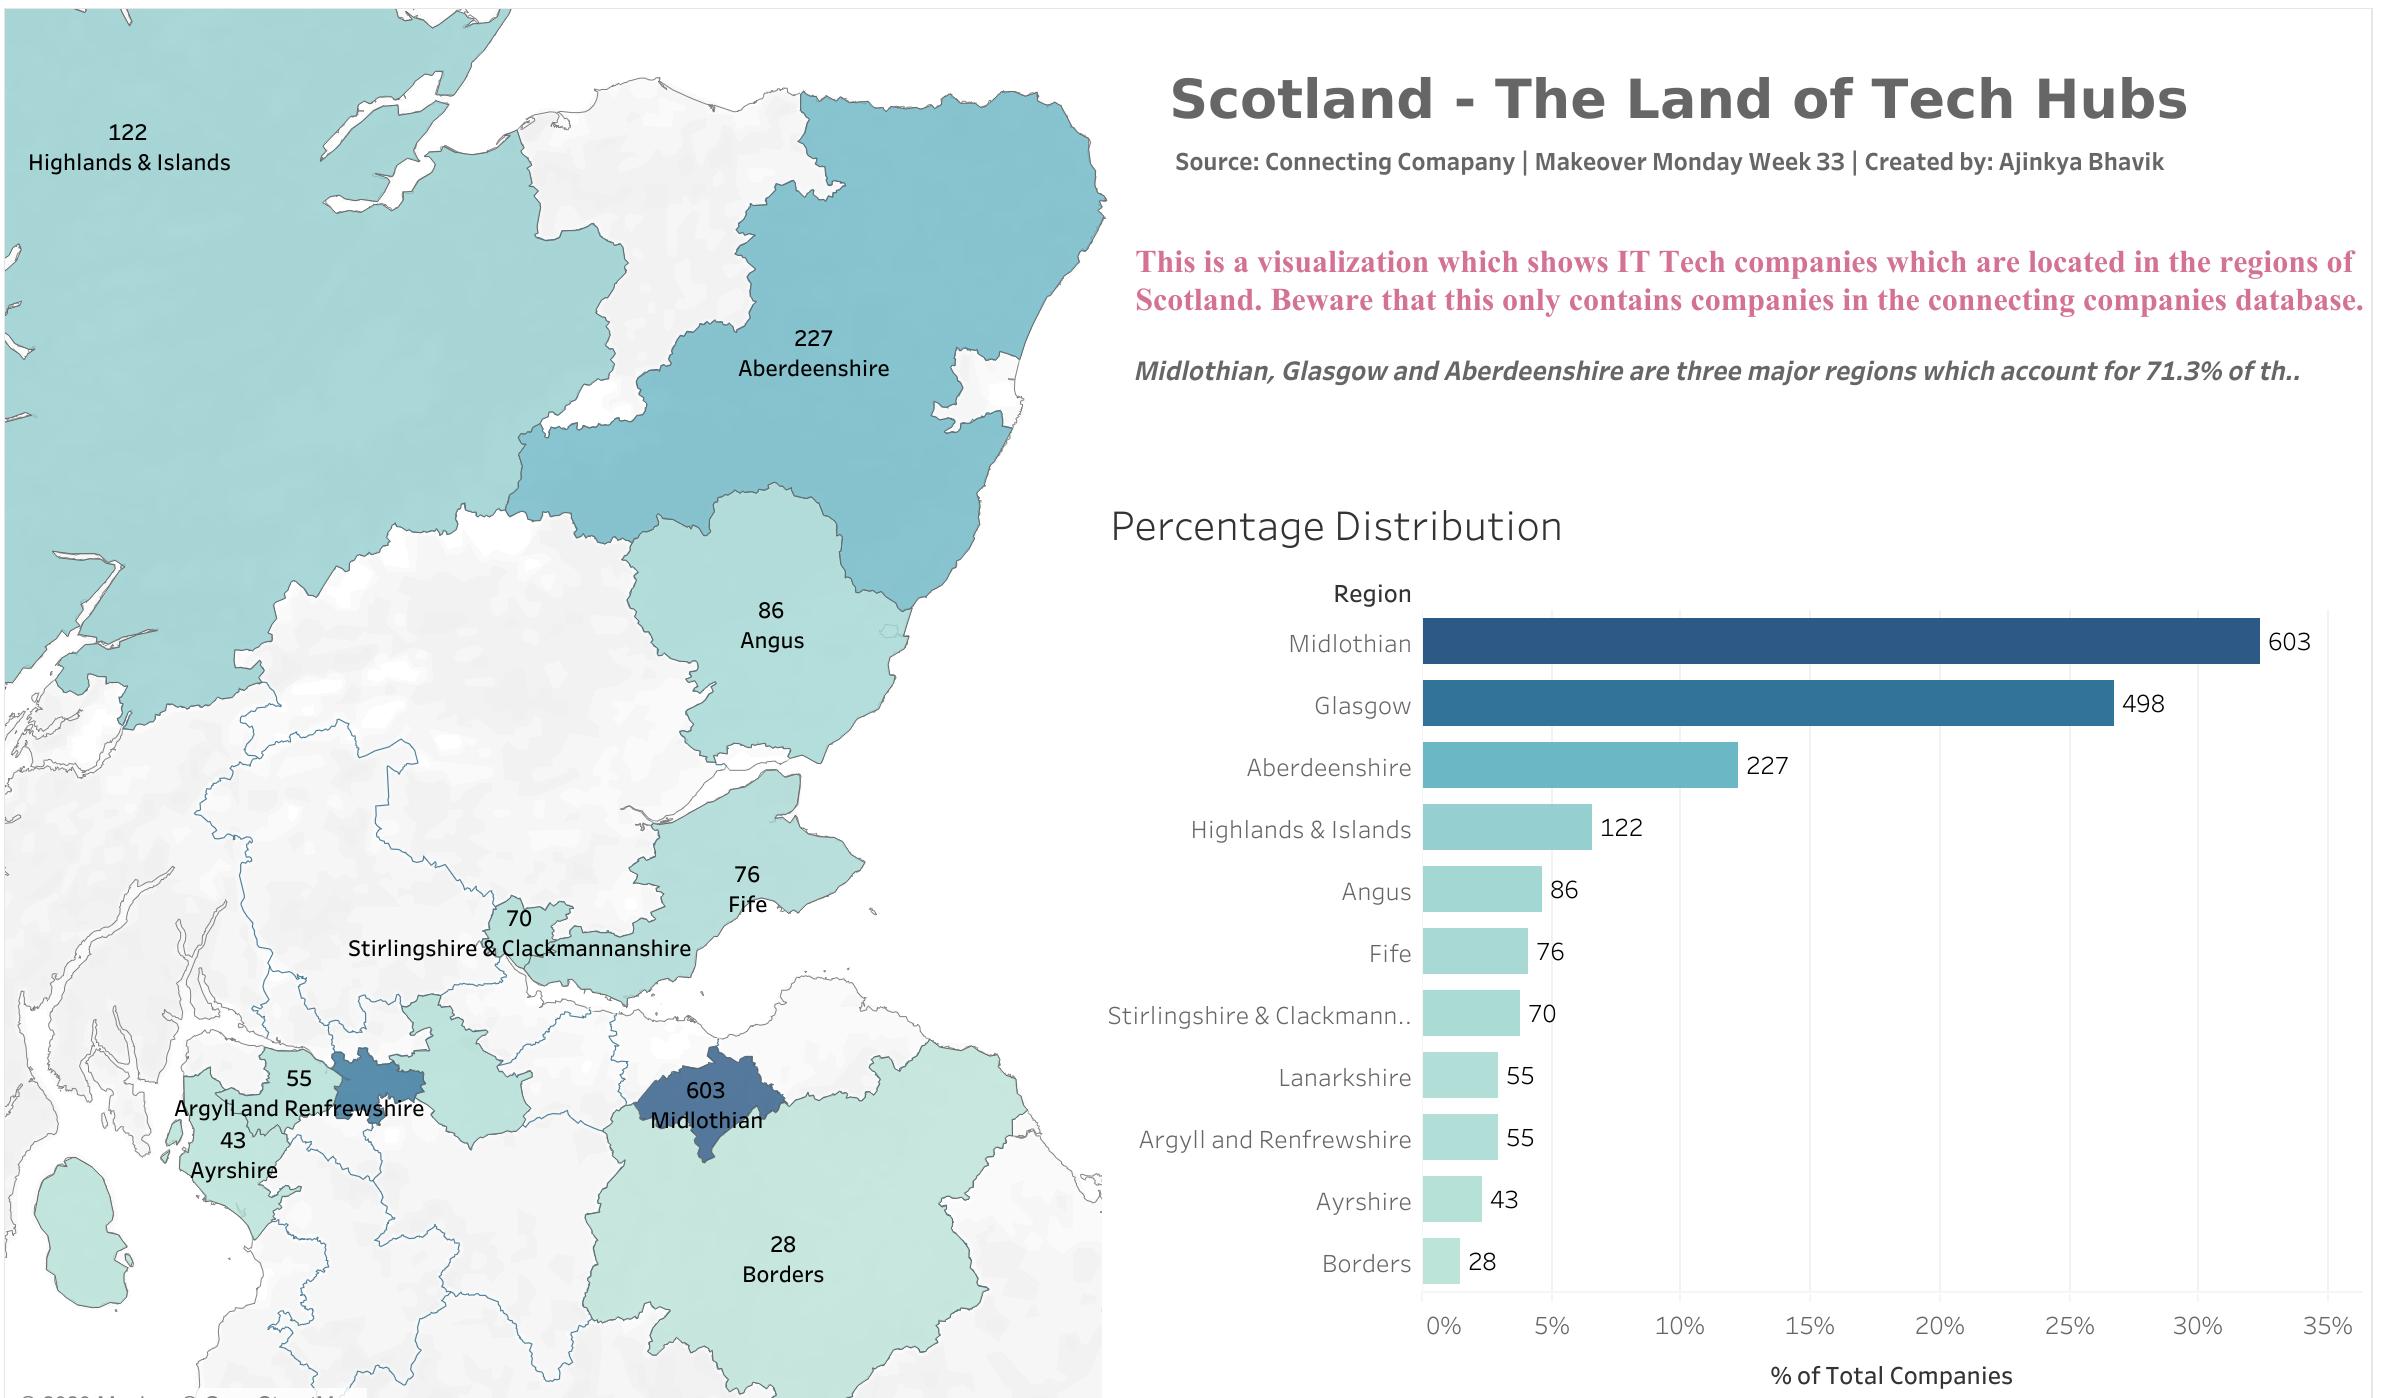 Scotland - The Land of Tech Hubs
Source: Connecting Comapany | Makeover Monday Week 33 | Created by: Ajinkya Bhavik
This is a visualization which shows IT Tech companies which are located in the regions of
Scotland. Beware that this only contains companies in the connecting companies database.
Midlothian, Glasgow and Aberdeenshire are three major regions which account for 71.3% of th..
122
Highlands & Islands
227
Aberdeenshire
86
Angus
76
Fife
70
Stirlingshire & Clackmannanshire
55
Argyll and Renfrewshire
43
Ayrshire
603
Midlothian
28
Borders
Percentage Distribution
Region
Midlothian 603
Glasgow 498
Aberdeenshire 227
Highlands & Islands 122
Angus 86
Fife 76
Stirlingshire & Clackmann.. 70
Lanarkshire 55
Argyll and Renfrewshire 55
Ayrshire 43
Borders 28
0% 5% 10% 15% 20% 25% 30% 35%
% of Total Companies